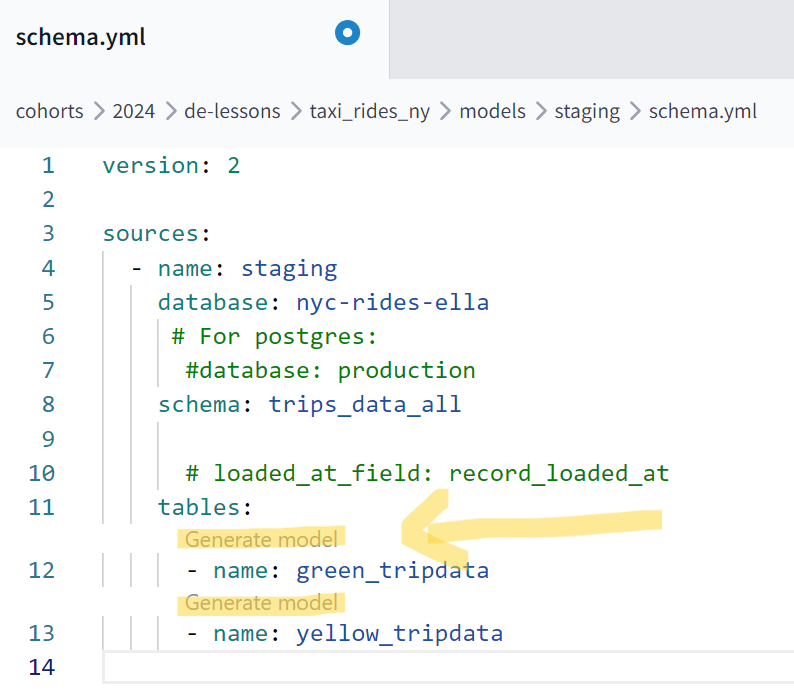 schema.yml
cohorts > 2024 > de-lessons > taxi_rides_ny > models > staging > schema.yml
1 version: 2
2
3 sources:
4   - name: staging
5     database: nyc-rides-ella
6      # For postgres:
7       #database: production
8     schema: trips_data_all
9
10       # loaded_at_field: record_loaded_at
11     tables:
Generate model
12       - name: green_tripdata
Generate model
13       - name: yellow_tripdata
14